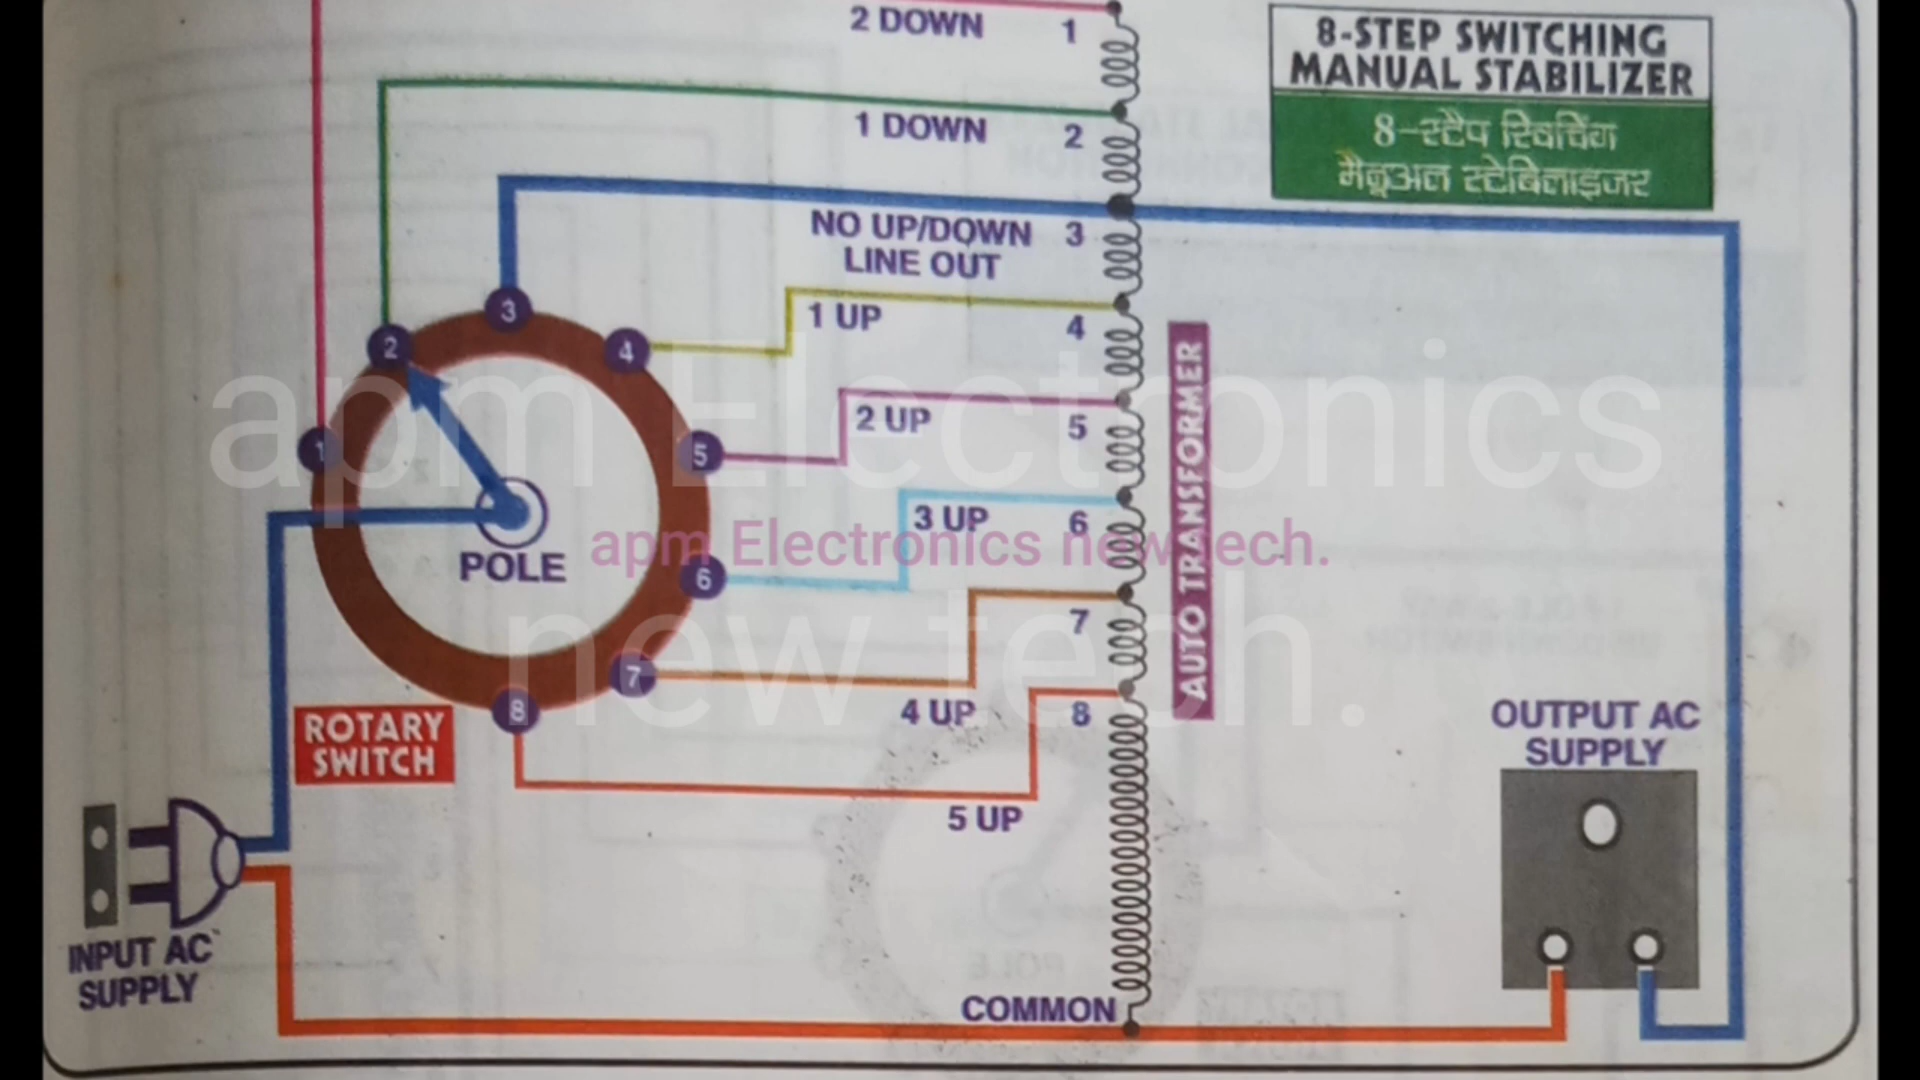 2 DOWN 1
8-STEP SWITCHING
MANUAL STABILIZER
8-स्टैप स्विचिंग
मैनूअल स्टेबिलाइजर
1 DOWN 2
NO UP/DOWN 3
LINE OUT
1 UP 4
2 UP 5
3 UP 6
7
4 UP 8
5 UP
COMMON
AUTO TRANSFORMER
1
2
3
4
5
6
7
8
POLE
ROTARY
SWITCH
INPUT AC
SUPPLY
OUTPUT AC
SUPPLY
apm Electronics
new tech.
apm Electronics new tech.